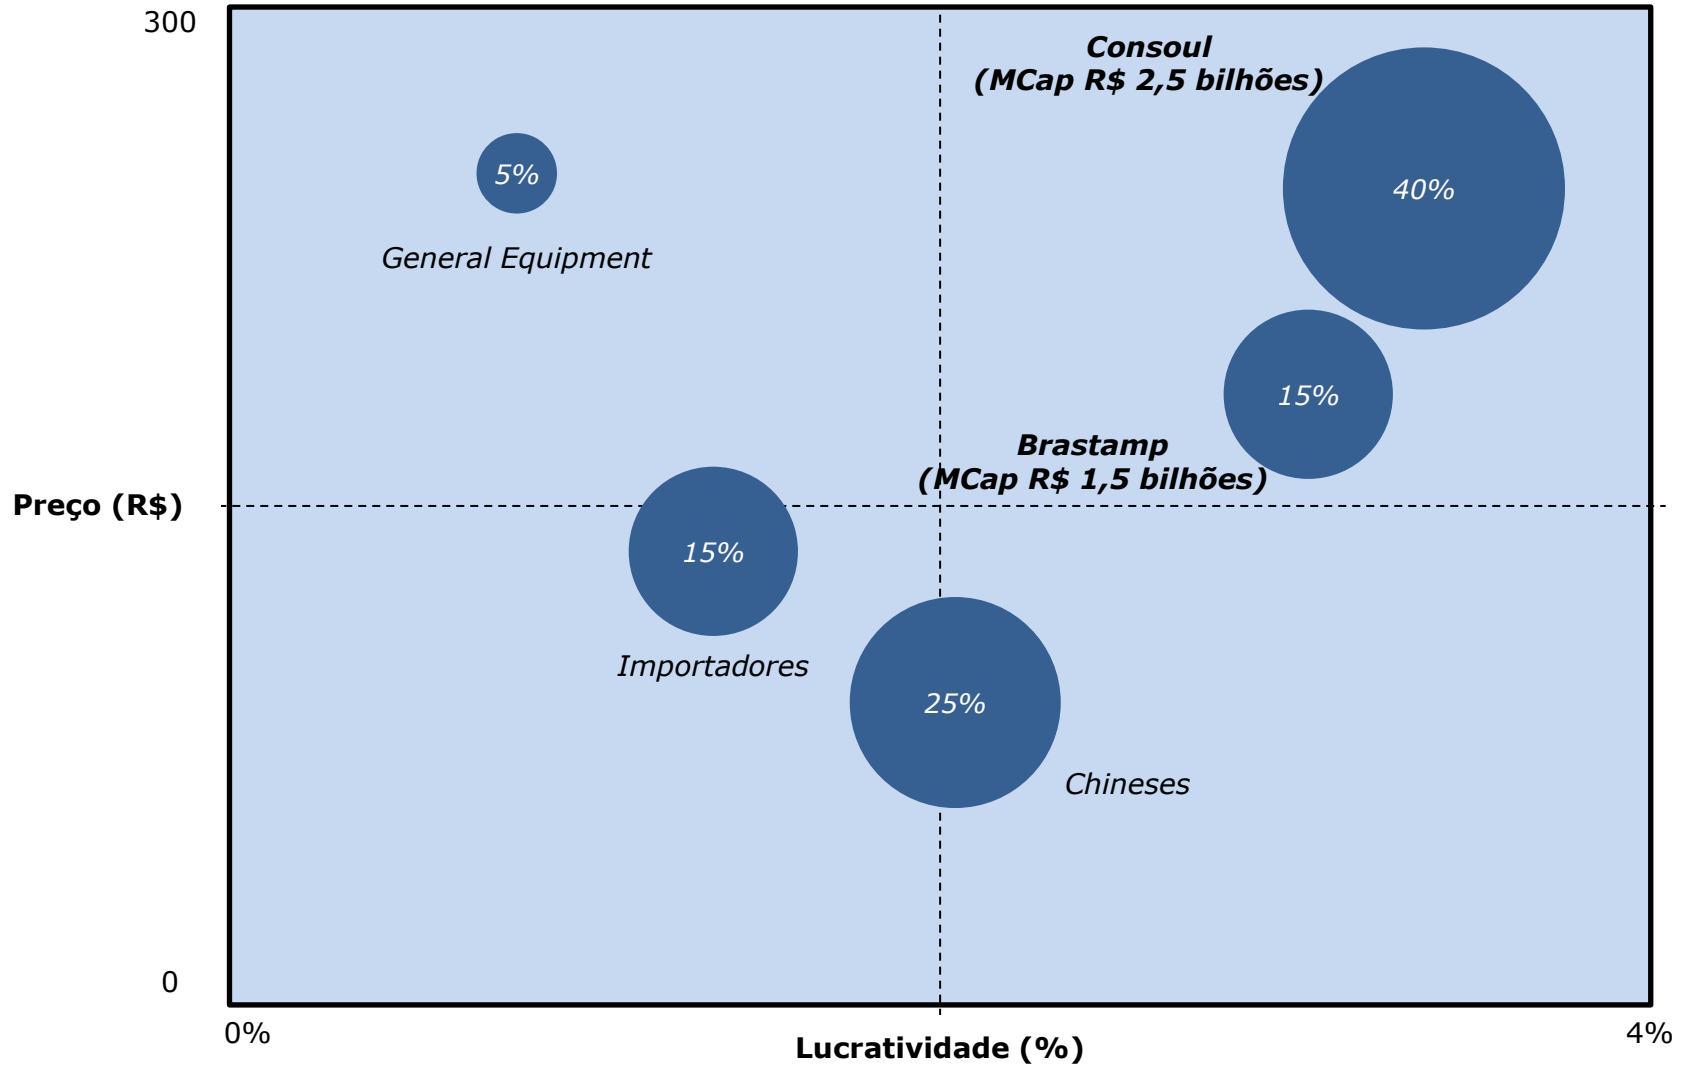 300
Consoul
(MCap R$ 2,5 bilhões)
5%
40%
General Equipment
15%
Brastamp
(MCap R$ 1,5 bilhões)
Preço (R$)
15%
Importadores
25%
Chineses
0
0%
4%
Lucratividade (%)